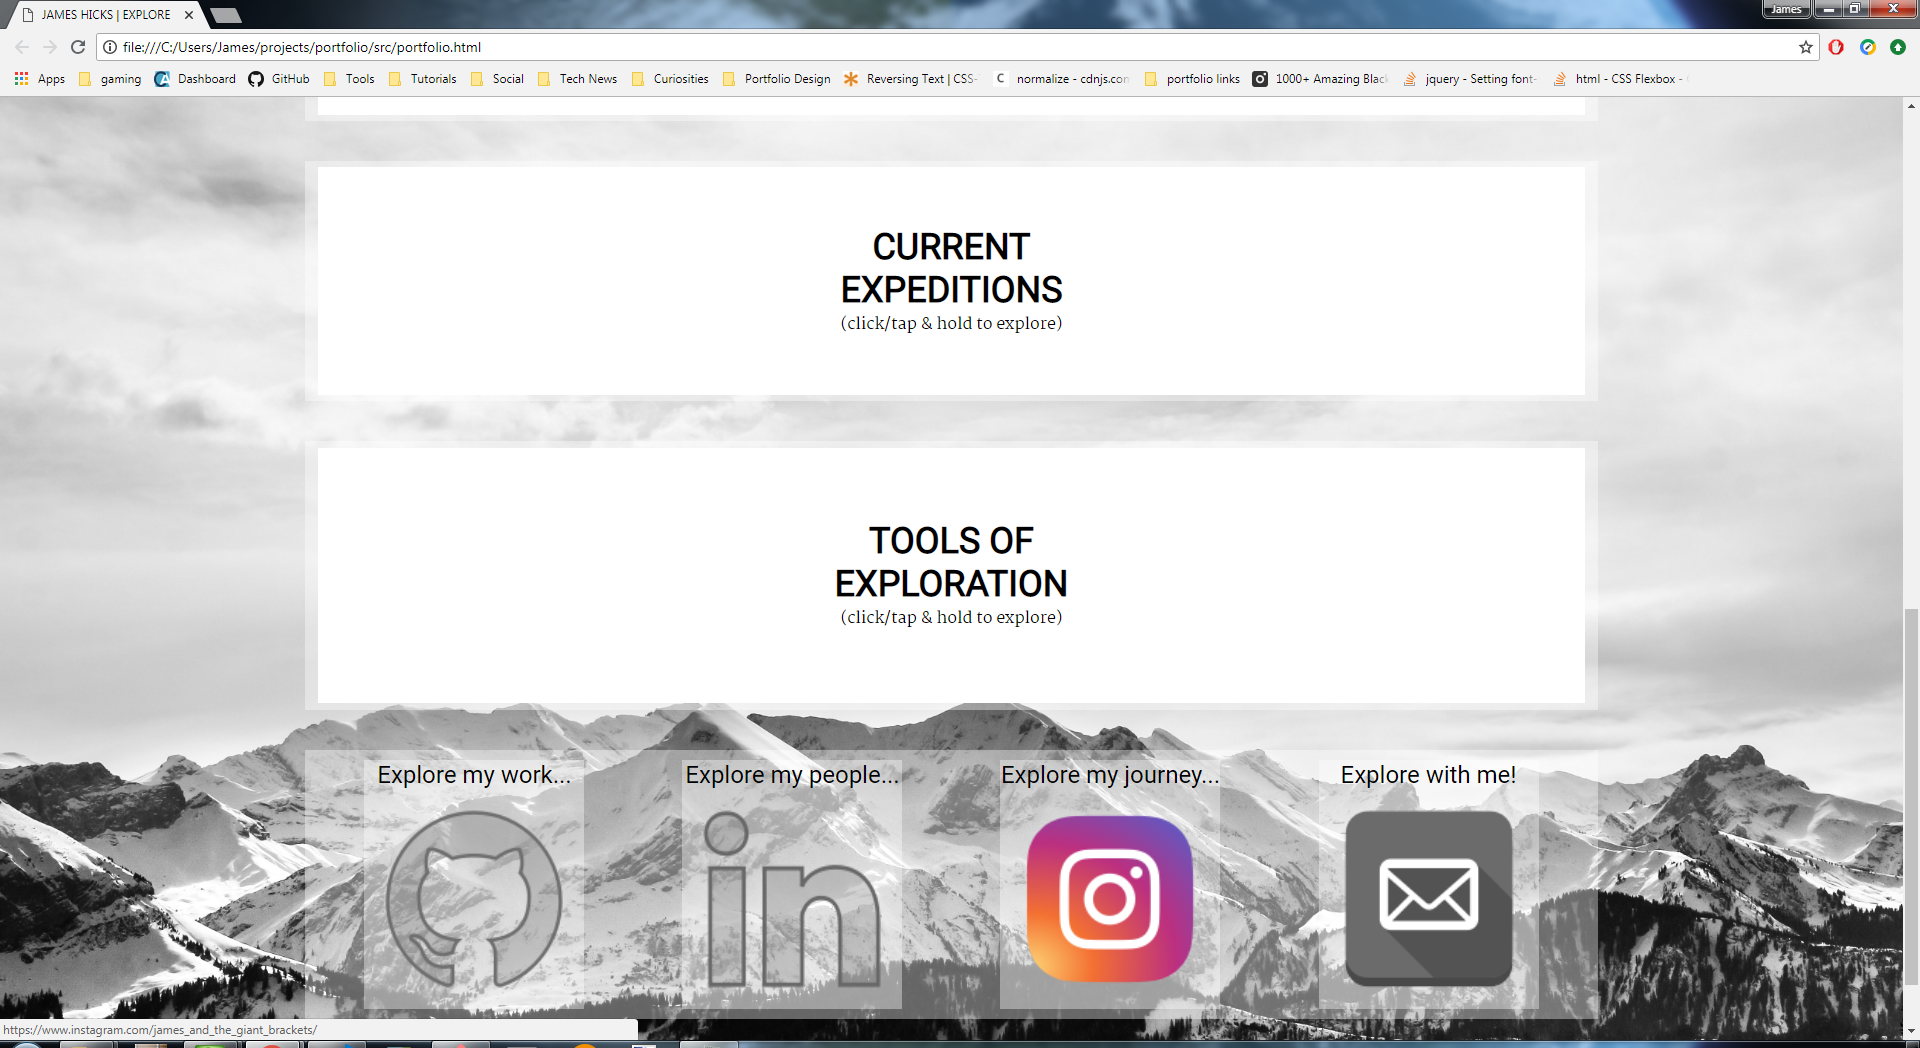 JAMES HICKS | EXPLORE
James
file:///C:/Users/James/projects/portfolio/src/portfolio.html
Apps gaming Dashboard GitHub Tools Tutorials Social Tech News Curiosities Portfolio Design Reversing Text | CSS- normalize - cdnjs.con portfolio links 1000+ Amazing Blac jquery - Setting font- html - CSS Flexbox -
CURRENT
EXPEDITIONS
(click/tap & hold to explore)
TOOLS OF
EXPLORATION
(click/tap & hold to explore)
Explore my work... Explore my people... Explore my journey... Explore with me!
in
https://www.instagram.com/james_and_the_giant_brackets/